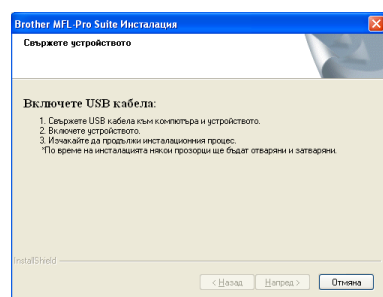 Brother MFL-Pro Suite Инсталация
Свържете устройството
Включете USB кабела:
1. Свържете USB кабела към компютъра и устройството.
2. Включете устройството.
3. Изчакайте да продължи инсталационния процес.
*По време на инсталацията някои прозорци ще бъдат отваряни и затваряни.
InstallShield
< Назад Напред > Отмяна